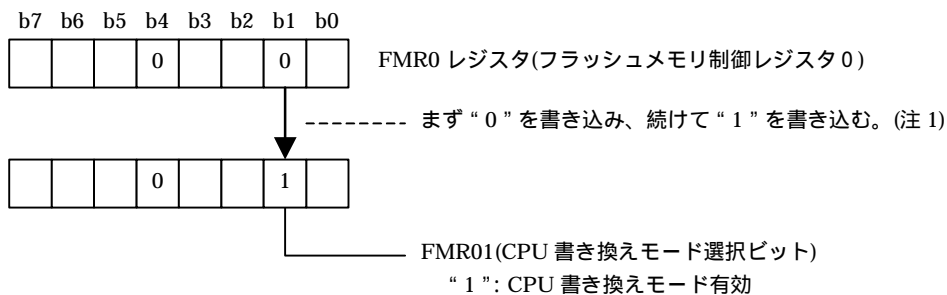 b7 b6 b5 b4 b3 b2 b1 b0
0 0 FMR0 レジスタ(フラッシュメモリ制御レジスタ０)
まず“0”を書き込み、続けて“1”を書き込む。(注 1)
0 1
FMR01(CPU 書き換えモード選択ビット)
“1”: CPU 書き換えモード有効